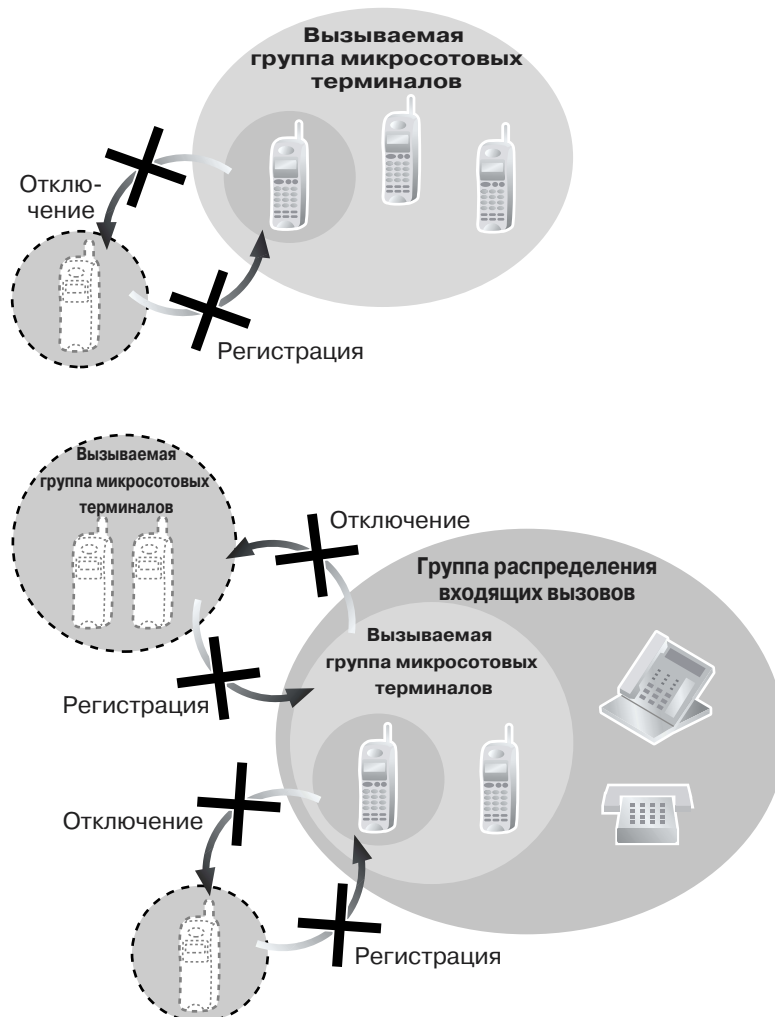 Вызываемая
группа микросотовых
терминалов
Отклю-
чение
Регистрация
Вызываемая
группа микросотовых
терминалов
Отключение
Группа распределения
входящих вызовов
Вызываемая
группа микросотовых
терминалов
Регистрация
Отключение
Регистрация